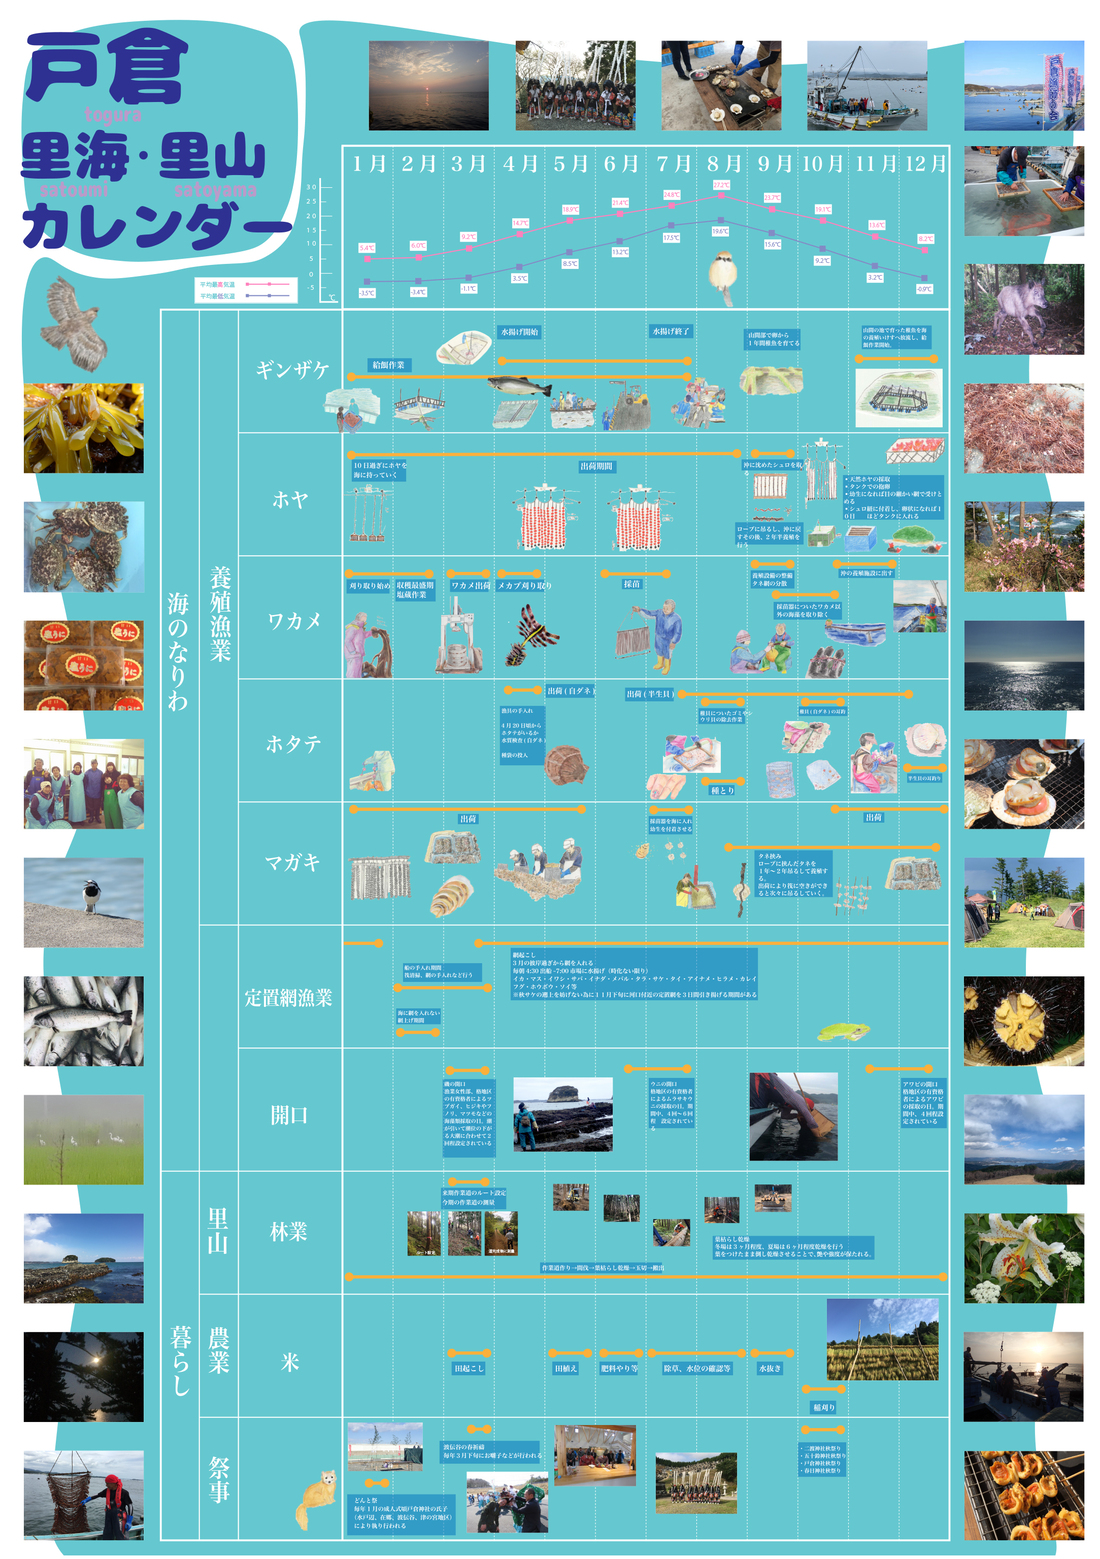 戸倉
togura
里海・里山
satoumi satoyama
カレンダー
1月 2月 3月 4月 5月 6月 7月 8月 9月 10月 11月 12月
30
25
20
15
10
5
0
-5
℃
平均最高気温
平均最低気温
5.4℃ 6.0℃ 9.2℃ 14.7℃ 18.9℃ 21.4℃ 24.8℃ 27.2℃ 23.7℃ 19.1℃ 13.6℃ 8.2℃
-3.5℃ -3.4℃ -1.1℃ 3.5℃ 8.5℃ 13.2℃ 17.5℃ 19.6℃ 15.6℃ 9.2℃ 3.2℃ -0.9℃
海のなりわ
養殖漁業
ギンザケ
給餌作業
水揚げ開始
水揚げ終了
山間部で卵から
1年間稚魚を育てる
山間の池で育った稚魚を海
の養殖いけすへ放流し、給
餌作業開始。
ホヤ
10日過ぎにホヤを
海に持っていく
出荷期間
沖に沈めたシュロを取
る
ロープに吊るし、沖に戻
すその後、2年半養殖を
行う
・天然ホヤの採取
・タンクでの抱卵
・幼生になれば目の細かい網で受けと
める
・シュロ紐に付着し、卵状になれば1
0日 ほどタンクに入れる
ワカメ
刈り取り始め
収穫最盛期
塩蔵作業
ワカメ出荷
メカブ刈り取り
採苗
養殖設備の整備
タネ網の分散
沖の養殖施設に出す
採苗器についたワカメ以
外の海藻を取り除く
ホタテ
出荷(白ダネ)
漁具の手入れ
4月20日頃から
ホタテがいるか
水質検査(白ダネ)
種袋の投入
出荷(半生貝)
種貝についたゴミや
ウリ貝の除去作業
種とり
種貝(白ダネ)の耳釣
半生貝の耳釣り
マガキ
出荷
採苗器を海に入れ
幼生を付着させる
タネ挟み
ロープに挟んだタネを
1年〜2年吊るして養殖す
る。
出荷により筏に空きができ
ると次々に吊るしていく。
出荷
定置網漁業
船の手入れ期間
筏清掃、網の手入れなど行う
海に網を入れない
網上げ期間
網起こし
3月の彼岸過ぎから網を入れる
毎朝4:30出船-7:00市場に水揚げ(時化ない限り)
イカ・マス・イワシ・サバ・イナダ・メバル・タラ・サケ・タイ・アイナメ・ヒラメ・カレイ
フグ・ホウボウ・ソイ等
※秋サケの遡上を妨げない為に11月下旬に河口付近の定置網を3日間引き揚げる期間がある
開口
磯の開口
漁業女性部、格地区
の有資格者によるマツ
ブガイ、ヒジキやフ
ノリ、マツモなどの
海藻類採取の日。潮
が引いて潮位の下が
る大潮に合わせて2
回程設定されている
ウニの開口
格地区の有資格者
によるムラサキウ
ニの採取の日。期
間中、4回〜6回
程 設定されてい
る
アワビの開口
格地区の有資格
者によるアワビ
の採取の日。期
間中、4回程設
定されている
暮らし
里山
林業
来期作業道のルート設定
今期の作業道の測量
葉枯らし乾燥
冬場は3ヶ月程度、夏場は6ヶ月程度乾燥を行う
葉をつけたまま倒し乾燥させることで、艶や強度が保たれる。
作業道作り→間伐→葉枯らし乾燥→玉切→搬出
農業
米
田起こし
田植え
肥料やり等
除草、水位の確認等
水抜き
稲刈り
祭事
波伝谷の春祈祷
毎年3月下旬にお囃子などが行われる
どんと祭
毎年1月の成人式頃戸倉神社の氏子
(水戸辺、在郷、波伝谷、津の宮地区)
により執り行われる
・二渡神社秋祭り
・五十鈴神社秋祭り
・戸倉神社秋祭り
・春日神社秋祭り
塩うに